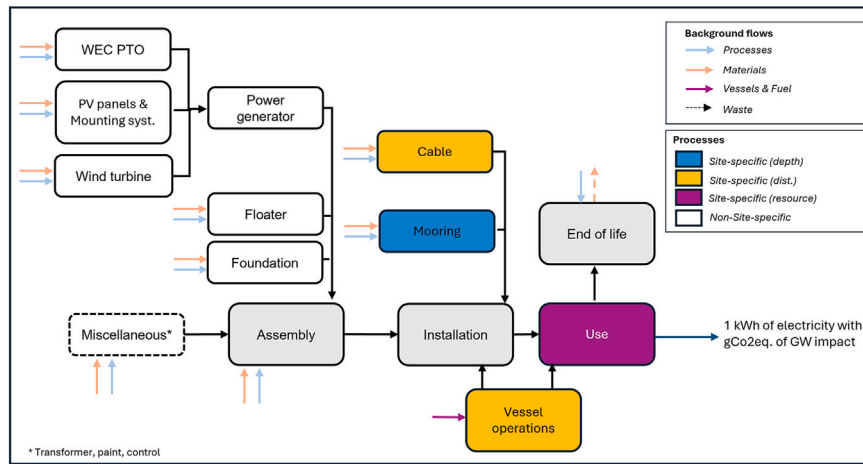 WEC PTO
PV panels &
Mounting syst.
Wind turbine
Power
generator
Floater
Foundation
Cable
Mooring
End of life
Miscellaneous*
Assembly
Installation
Use
Vessel
operations
1 kWh of electricity with
gCo2eq. of GW impact
* Transformer, paint, control
Background flows
Processes
Materials
Vessels & Fuel
Waste
Processes
Site-specific (depth)
Site-specific (dist.)
Site-specific (resource)
Non-Site-specific